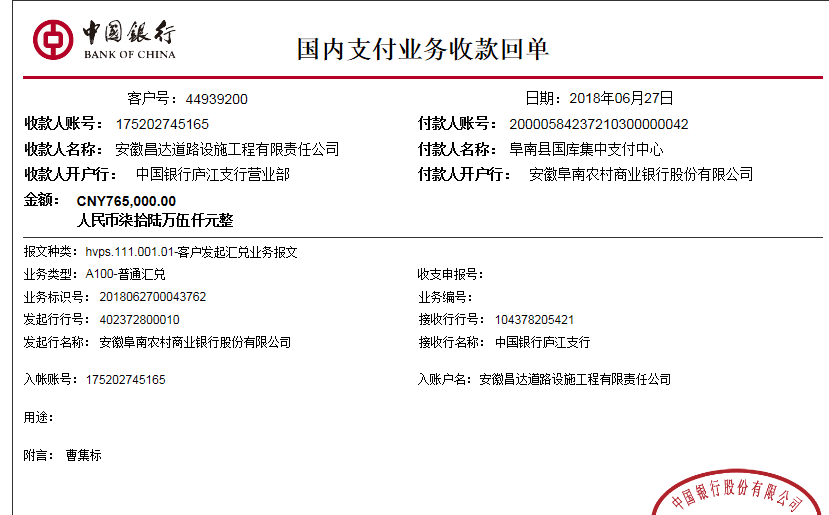 中国银行
BANK OF CHINA
国内支付业务收款回单
客户号：44939200 日期：2018年06月27日
收款人账号：175202745165 付款人账号：20000584237210300000042
收款人名称：安徽昌达道路设施工程有限责任公司 付款人名称：阜南县国库集中支付中心
收款人开户行：中国银行庐江支行营业部 付款人开户行：安徽阜南农村商业银行股份有限公司
金额：CNY765,000.00
人民币柒拾陆万伍仟元整
报文种类：hvps.111.001.01-客户发起汇兑业务报文
业务类型：A100-普通汇兑 收支申报号：
业务标识号：2018062700043762 业务编号：
发起行行号：402372800010 接收行行号：104378205421
发起行名称：安徽阜南农村商业银行股份有限公司 接收行名称：中国银行庐江支行
入帐账号：175202745165 入账户名：安徽昌达道路设施工程有限责任公司
用途：
附言：曹集标
中国银行股份有限公司